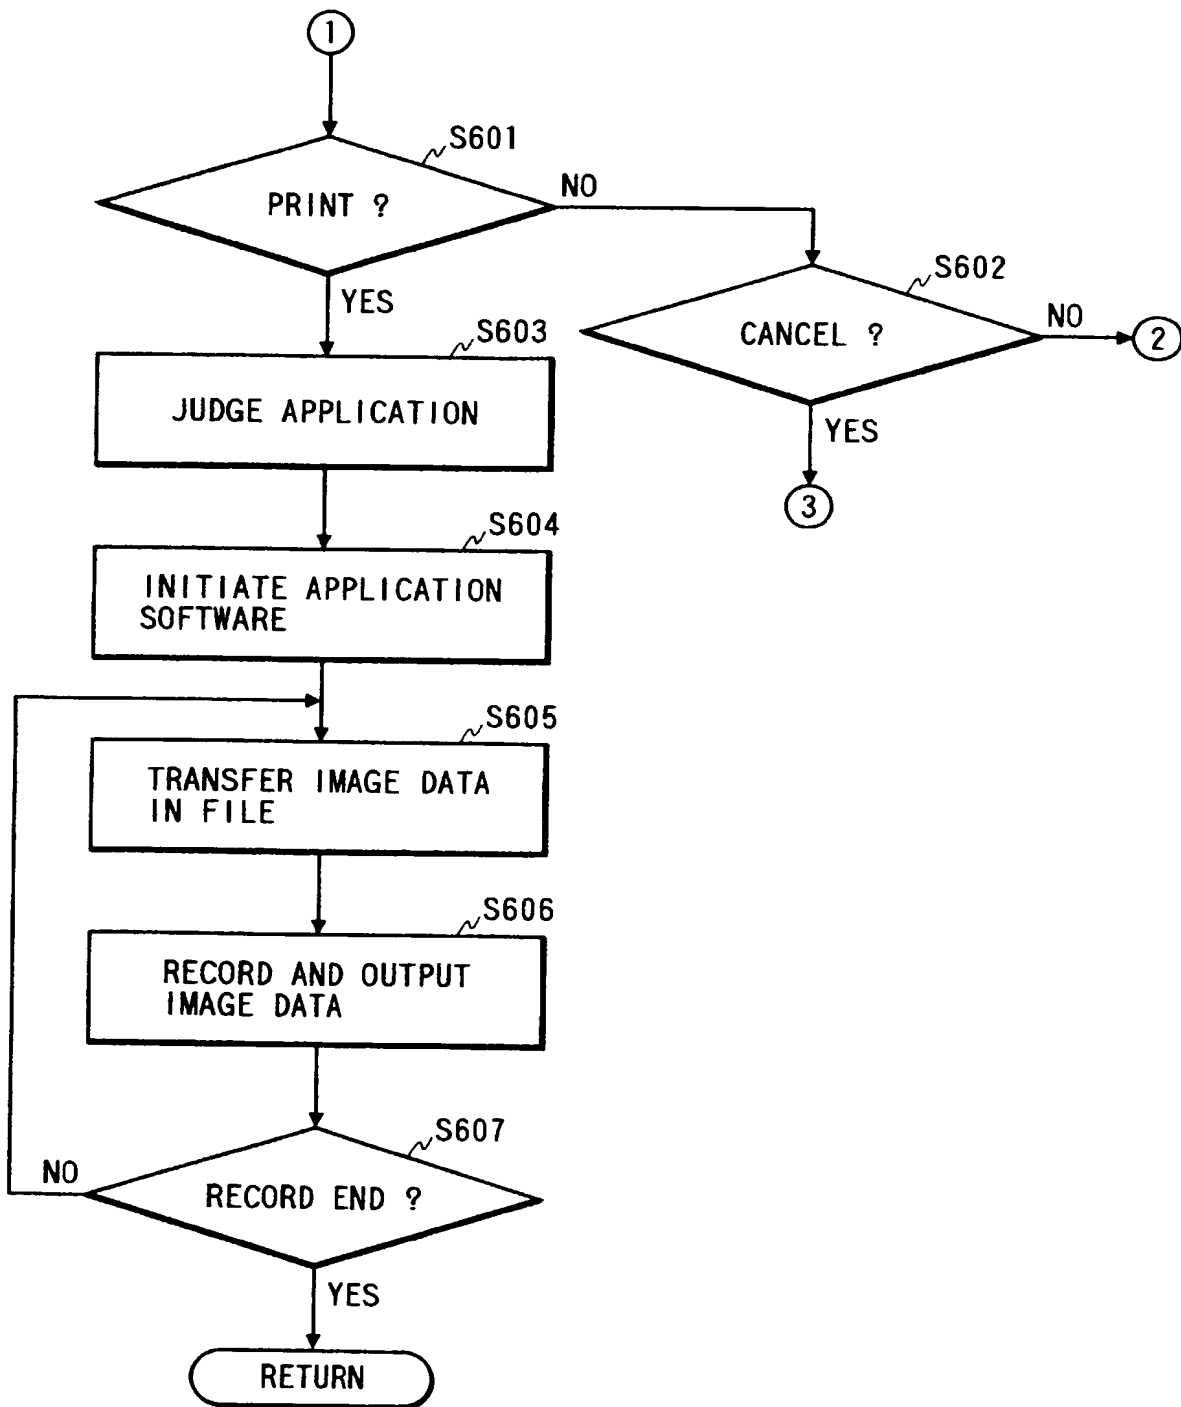 1
S601
PRINT ?
NO
YES
S602
CANCEL ?
NO
2
YES
3
S603
JUDGE APPLICATION
S604
INITIATE APPLICATION
SOFTWARE
S605
TRANSFER IMAGE DATA
IN FILE
S606
RECORD AND OUTPUT
IMAGE DATA
S607
RECORD END ?
NO
YES
RETURN